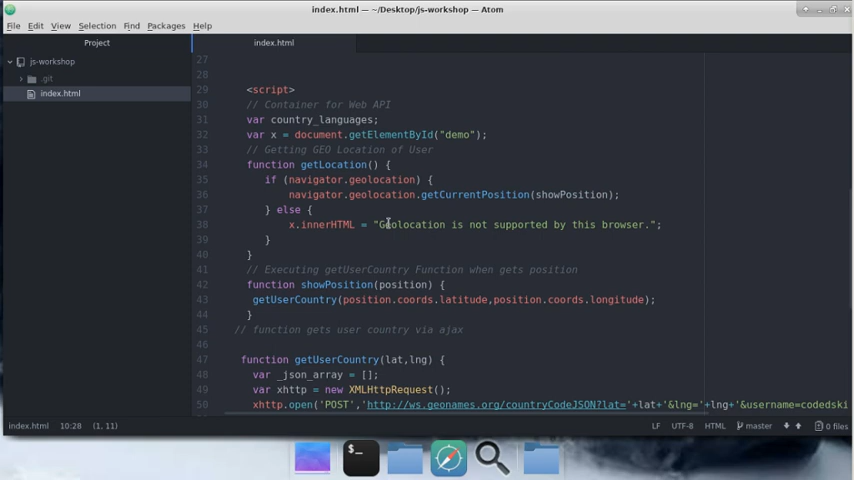 index.html — ~/Desktop/js-workshop — Atom
File Edit View Selection Find Packages Help
Project
index.html
js-workshop
.git
index.html
27
28
29 <script>
30 // Container for Web API
31 var country_languages;
32 var x = document.getElementById("demo");
33 // Getting GEO Location of User
34 function getLocation() {
35 if (navigator.geolocation) {
36 navigator.geolocation.getCurrentPosition(showPosition);
37 } else {
38 x.innerHTML = "Geolocation is not supported by this browser.";
39 }
40 }
41 // Executing getUserCountry Function when gets position
42 function showPosition(position) {
43 getUserCountry(position.coords.latitude,position.coords.longitude);
44 }
45 // function gets user country via ajax
46
47 function getUserCountry(lat,lng) {
48 var _json_array = [];
49 var xhttp = new XMLHttpRequest();
50 xhttp.open('POST','http://ws.geonames.org/countryCodeJSON?lat='+lat+'&lng='+lng+'&username=codedski
index.html 10:28 (1, 11) LF UTF-8 HTML master 0 files
$_